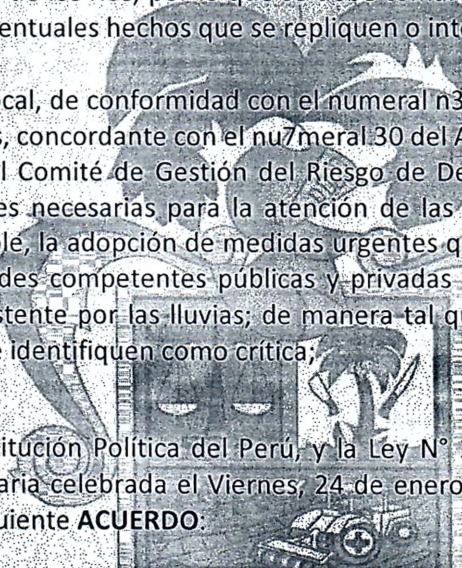 entuales hechos que se repliquen o
cal, de conformidad con el numeral
, concordante con el nu7meral 30 del
l Comité de Gestión del Riesgo de
es necesarias para la atención de las
le, la adopción de medidas urgentes
des competentes públicas y privadas
stente por las lluvias; de manera tal
identifiquen como crítica;
itución Política del Perú, y la Ley N°
aria celebrada el Viernes, 24 de enero
uiente ACUERDO: